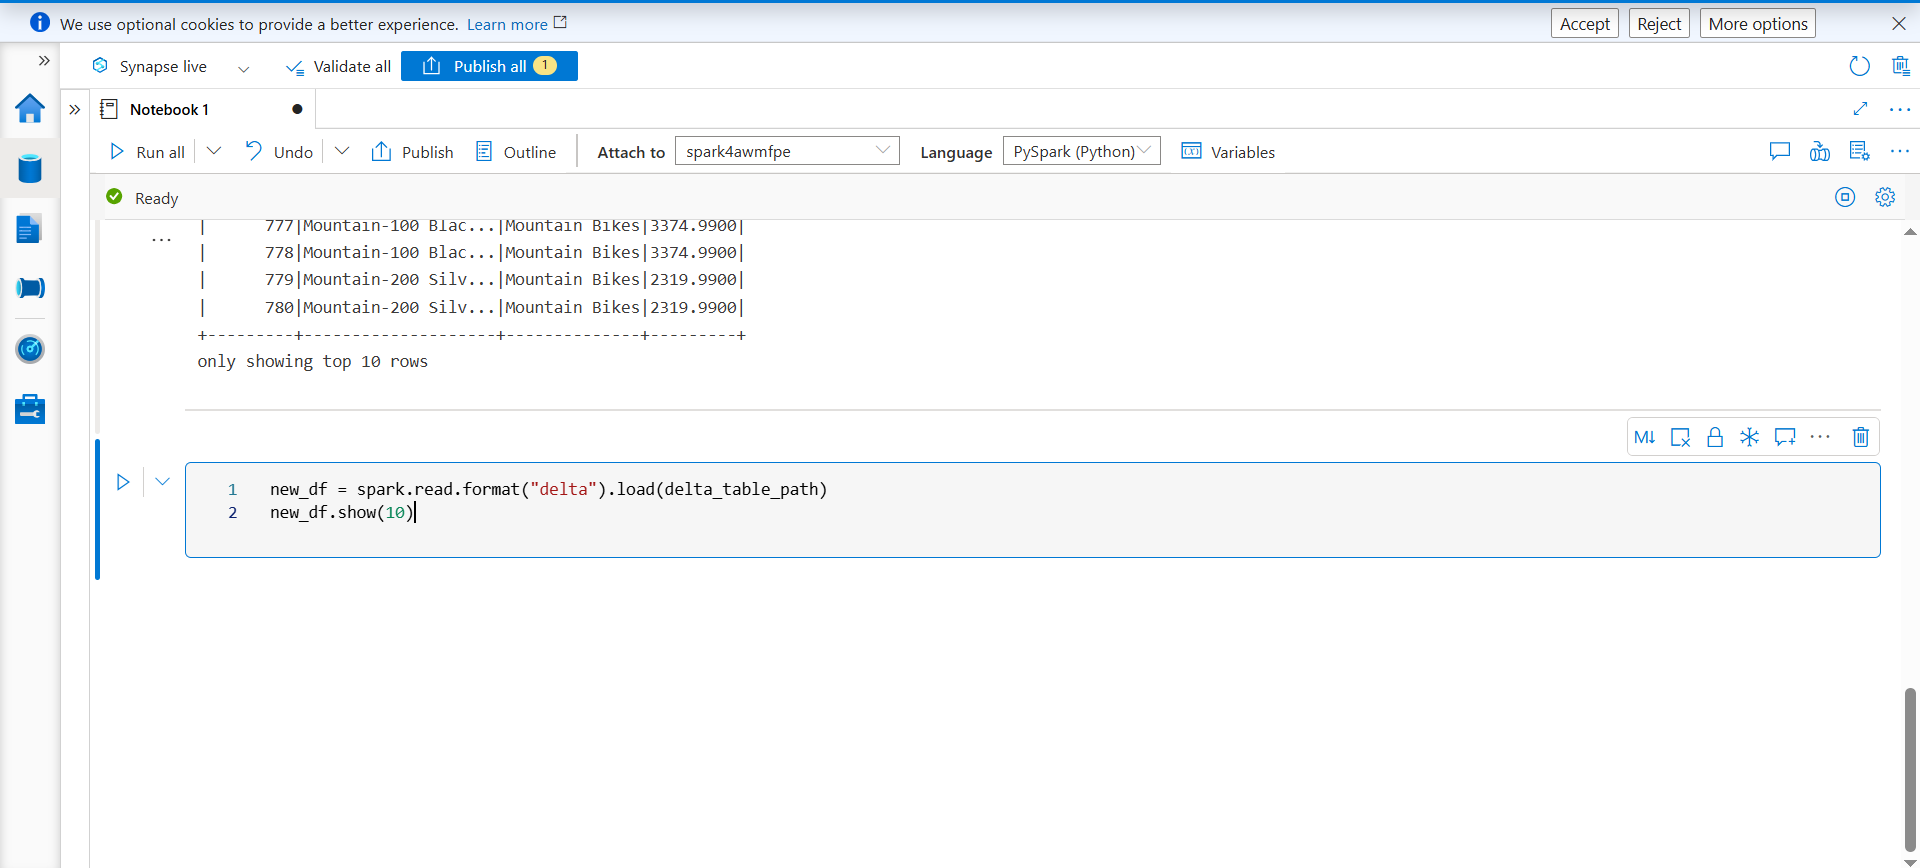 We use optional cookies to provide a better experience. Learn more
Accept
Reject
More options
Synapse live
Validate all
Publish all 1
Notebook 1
Run all
Undo
Publish
Outline
Attach to
spark4awmfpe
Language
PySpark (Python)
Variables
Ready
...
|      777|Mountain-100 Blac...|Mountain Bikes|3374.9900|
|      778|Mountain-100 Blac...|Mountain Bikes|3374.9900|
|      779|Mountain-200 Silv...|Mountain Bikes|2319.9900|
|      780|Mountain-200 Silv...|Mountain Bikes|2319.9900|
+---------+--------------------+--------------+---------+
only showing top 10 rows
M↓
1 new_df = spark.read.format("delta").load(delta_table_path)
2 new_df.show(10)